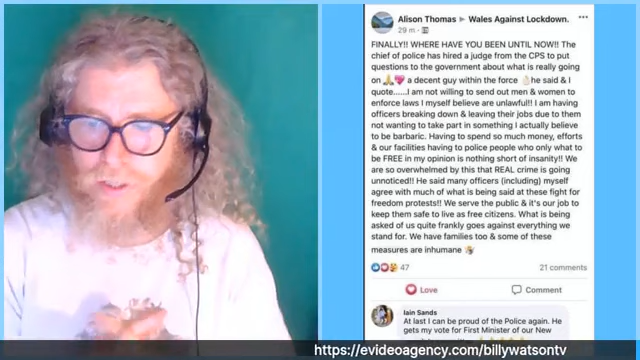 Alison Thomas ▸ Wales Against Lockdown.
29 m ·
FINALLY!! WHERE HAVE YOU BEEN UNTIL NOW!! The
chief of police has hired a judge from the CPS to put
questions to the government about what is really going
on 🙏💖 a decent guy within the force 👌🏻he said & I
quote......I am not willing to send out men & women to
enforce laws I myself believe are unlawful!! I am having
officers breaking down & leaving their jobs due to them
not wanting to take part in something I actually believe
to be barbaric. Having to spend so much money, efforts
& our facilities having to police people who only what to
be FREE in my opinion is nothing short of insanity!! We
are so overwhelmed by this that REAL crime is going
unnoticed!! He said many officers (including) myself
agree with much of what is being said at these fight for
freedom protests!! We serve the public & it's our job to
keep them safe to live as free citizens. What is being
asked of us quite frankly goes against everything we
stand for. We have families too & some of these
measures are inhumane
47
21 comments
Love
Comment
Iain Sands
At last I can be proud of the Police again. He
gets my vote for First Minister of our New
https://evideoagency.com/billywatsontv